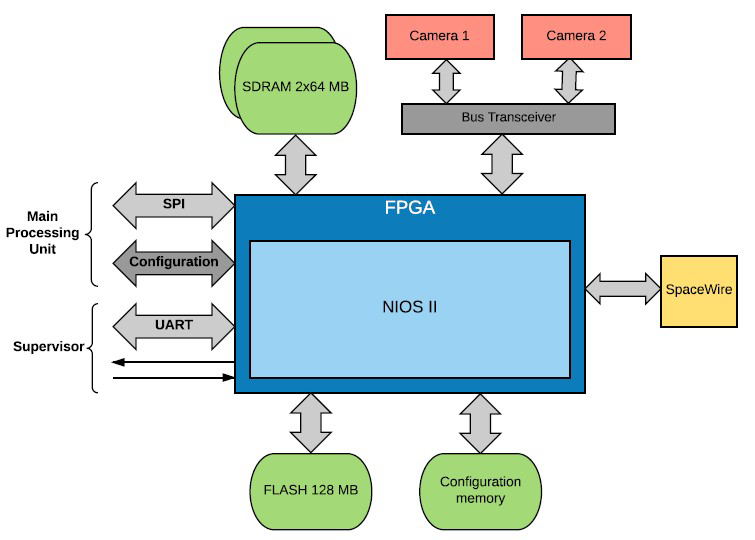 Camera 1
Camera 2
SDRAM 2x64 MB
Bus Transceiver
FPGA
SPI
Main
Processing
Unit
Configuration
NIOS II
SpaceWire
UART
Supervisor
FLASH 128 MB
Configuration
memory